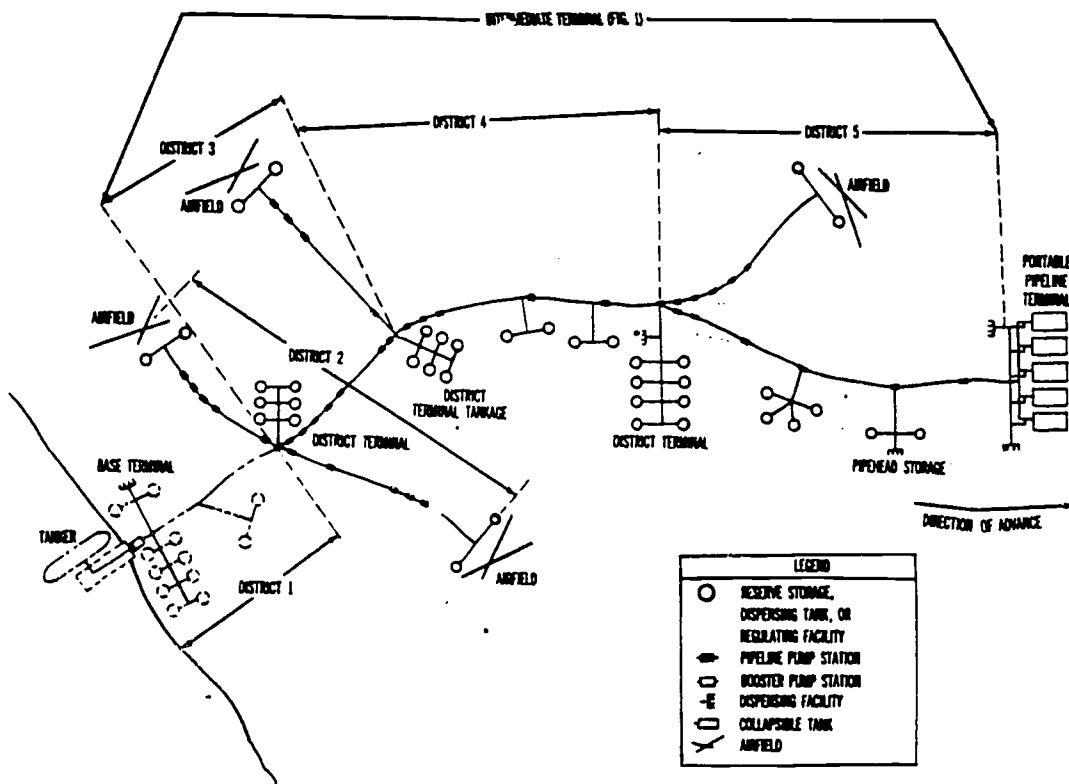 TERMINAL (FIG. 1)
DISTRICT 4
DISTRICT 5
DISTRICT 3
AIRFIELD
AIRFIELD
PORTABLE
PIPELINE
TERMINAL
AIRFIELD
DISTRICT 2
DISTRICT
TERMINAL TANKAGE
DISTRICT TERMINAL
DISTRICT TERMINAL
BASE TERMINAL
PIPEHEAD STORAGE
TANKER
DIRECTION OF ADVANCE
DISTRICT 1
AIRFIELD
LEGEND
RESERVE STORAGE,
DISPENSING TANK, OR
REGULATING FACILITY
PIPELINE PUMP STATION
BOOSTER PUMP STATION
DISPENSING FACILITY
COLLAPSIBLE TANK
AIRFIELD